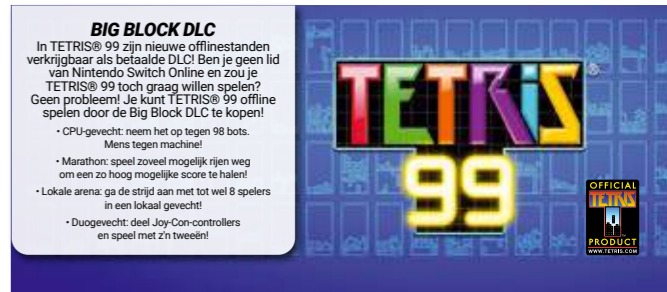 BIG BLOCK DLC
In TETRIS® 99 zijn nieuwe offlinestanden
verkrijgbaar als betaalde DLC! Ben je geen lid
van Nintendo Switch Online en zou je
TETRIS® 99 toch graag willen spelen?
Geen probleem! Je kunt TETRIS® 99 offline
spelen door de Big Block DLC te kopen!
• CPU-gevecht: neem het op tegen 98 bots.
Mens tegen machine!
• Marathon: speel zoveel mogelijk rijen weg
om een zo hoog mogelijke score te halen!
• Lokale arena: ga de strijd aan met tot wel 8 spelers
in een lokaal gevecht!
• Duogevecht: deel Joy-Con-controllers
en speel met z'n tweeën!
TETRIS®
99
OFFICIAL
TETRIS
PRODUCT
WWW.TETRIS.COM